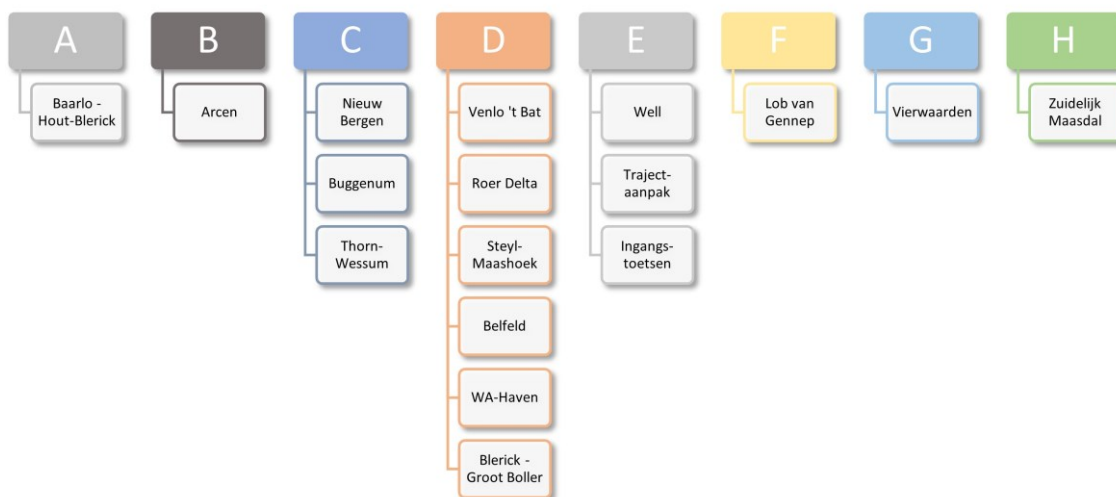 A
Baarlo -
Hout-Blerick
B
Arcen
C
Nieuw
Bergen
Buggenum
Thorn-
Wessum
D
Venlo 't Bat
Roer Delta
Steyl-
Maashoek
Belfeld
WA-Haven
Blerick -
Groot Boller
E
Well
Traject-
aanpak
Ingangs-
toetsen
F
Lob van
Gennep
G
Vierwaarden
H
Zuidelijk
Maasdal